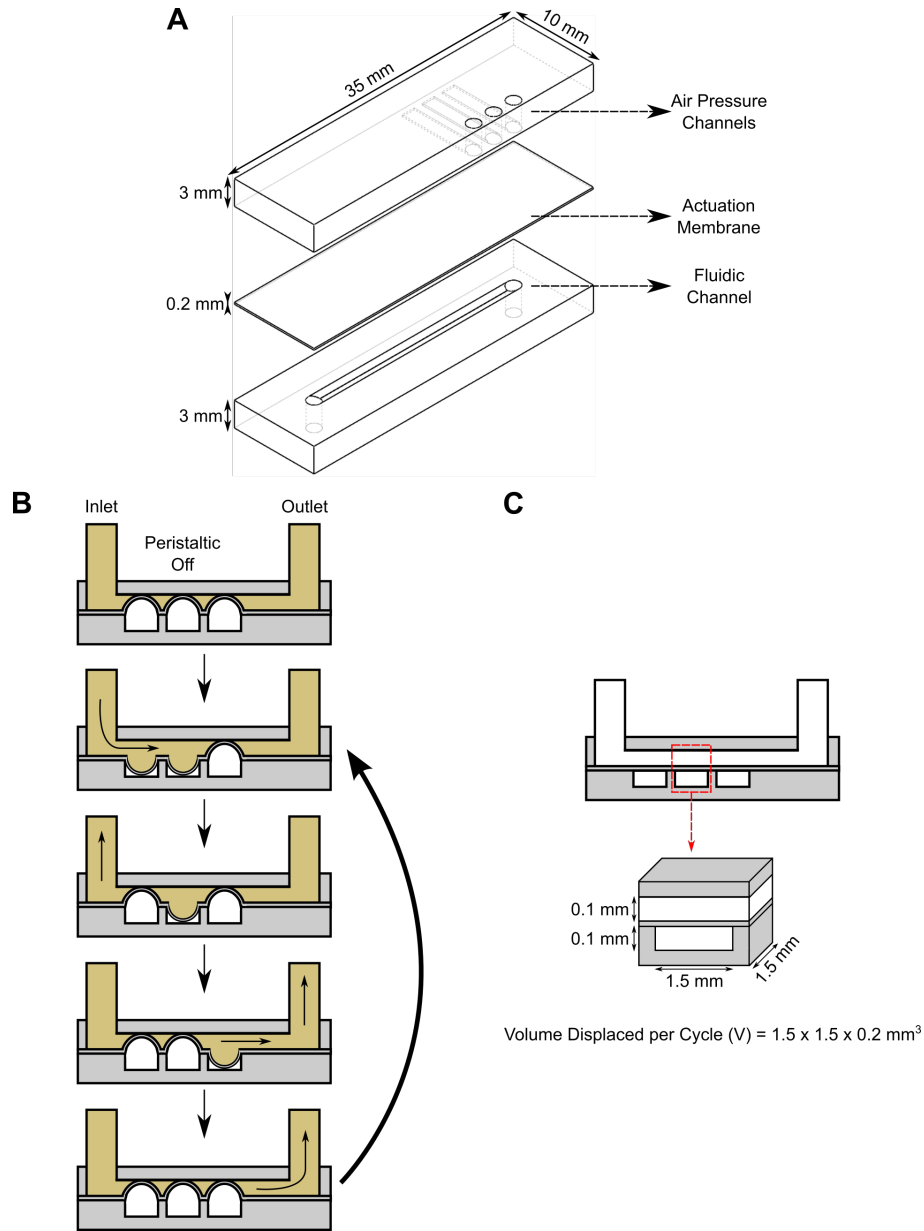 A
10 mm
35 mm
Air Pressure
Channels
3 mm
Actuation
Membrane
Fluidic
Channel
0.2 mm
3 mm
B
Inlet
Outlet
Peristaltic
Off
C
0.1 mm
0.1 mm
1.5 mm
1.5 mm
Volume Displaced per Cycle (V) = 1.5 x 1.5 x 0.2 mm³